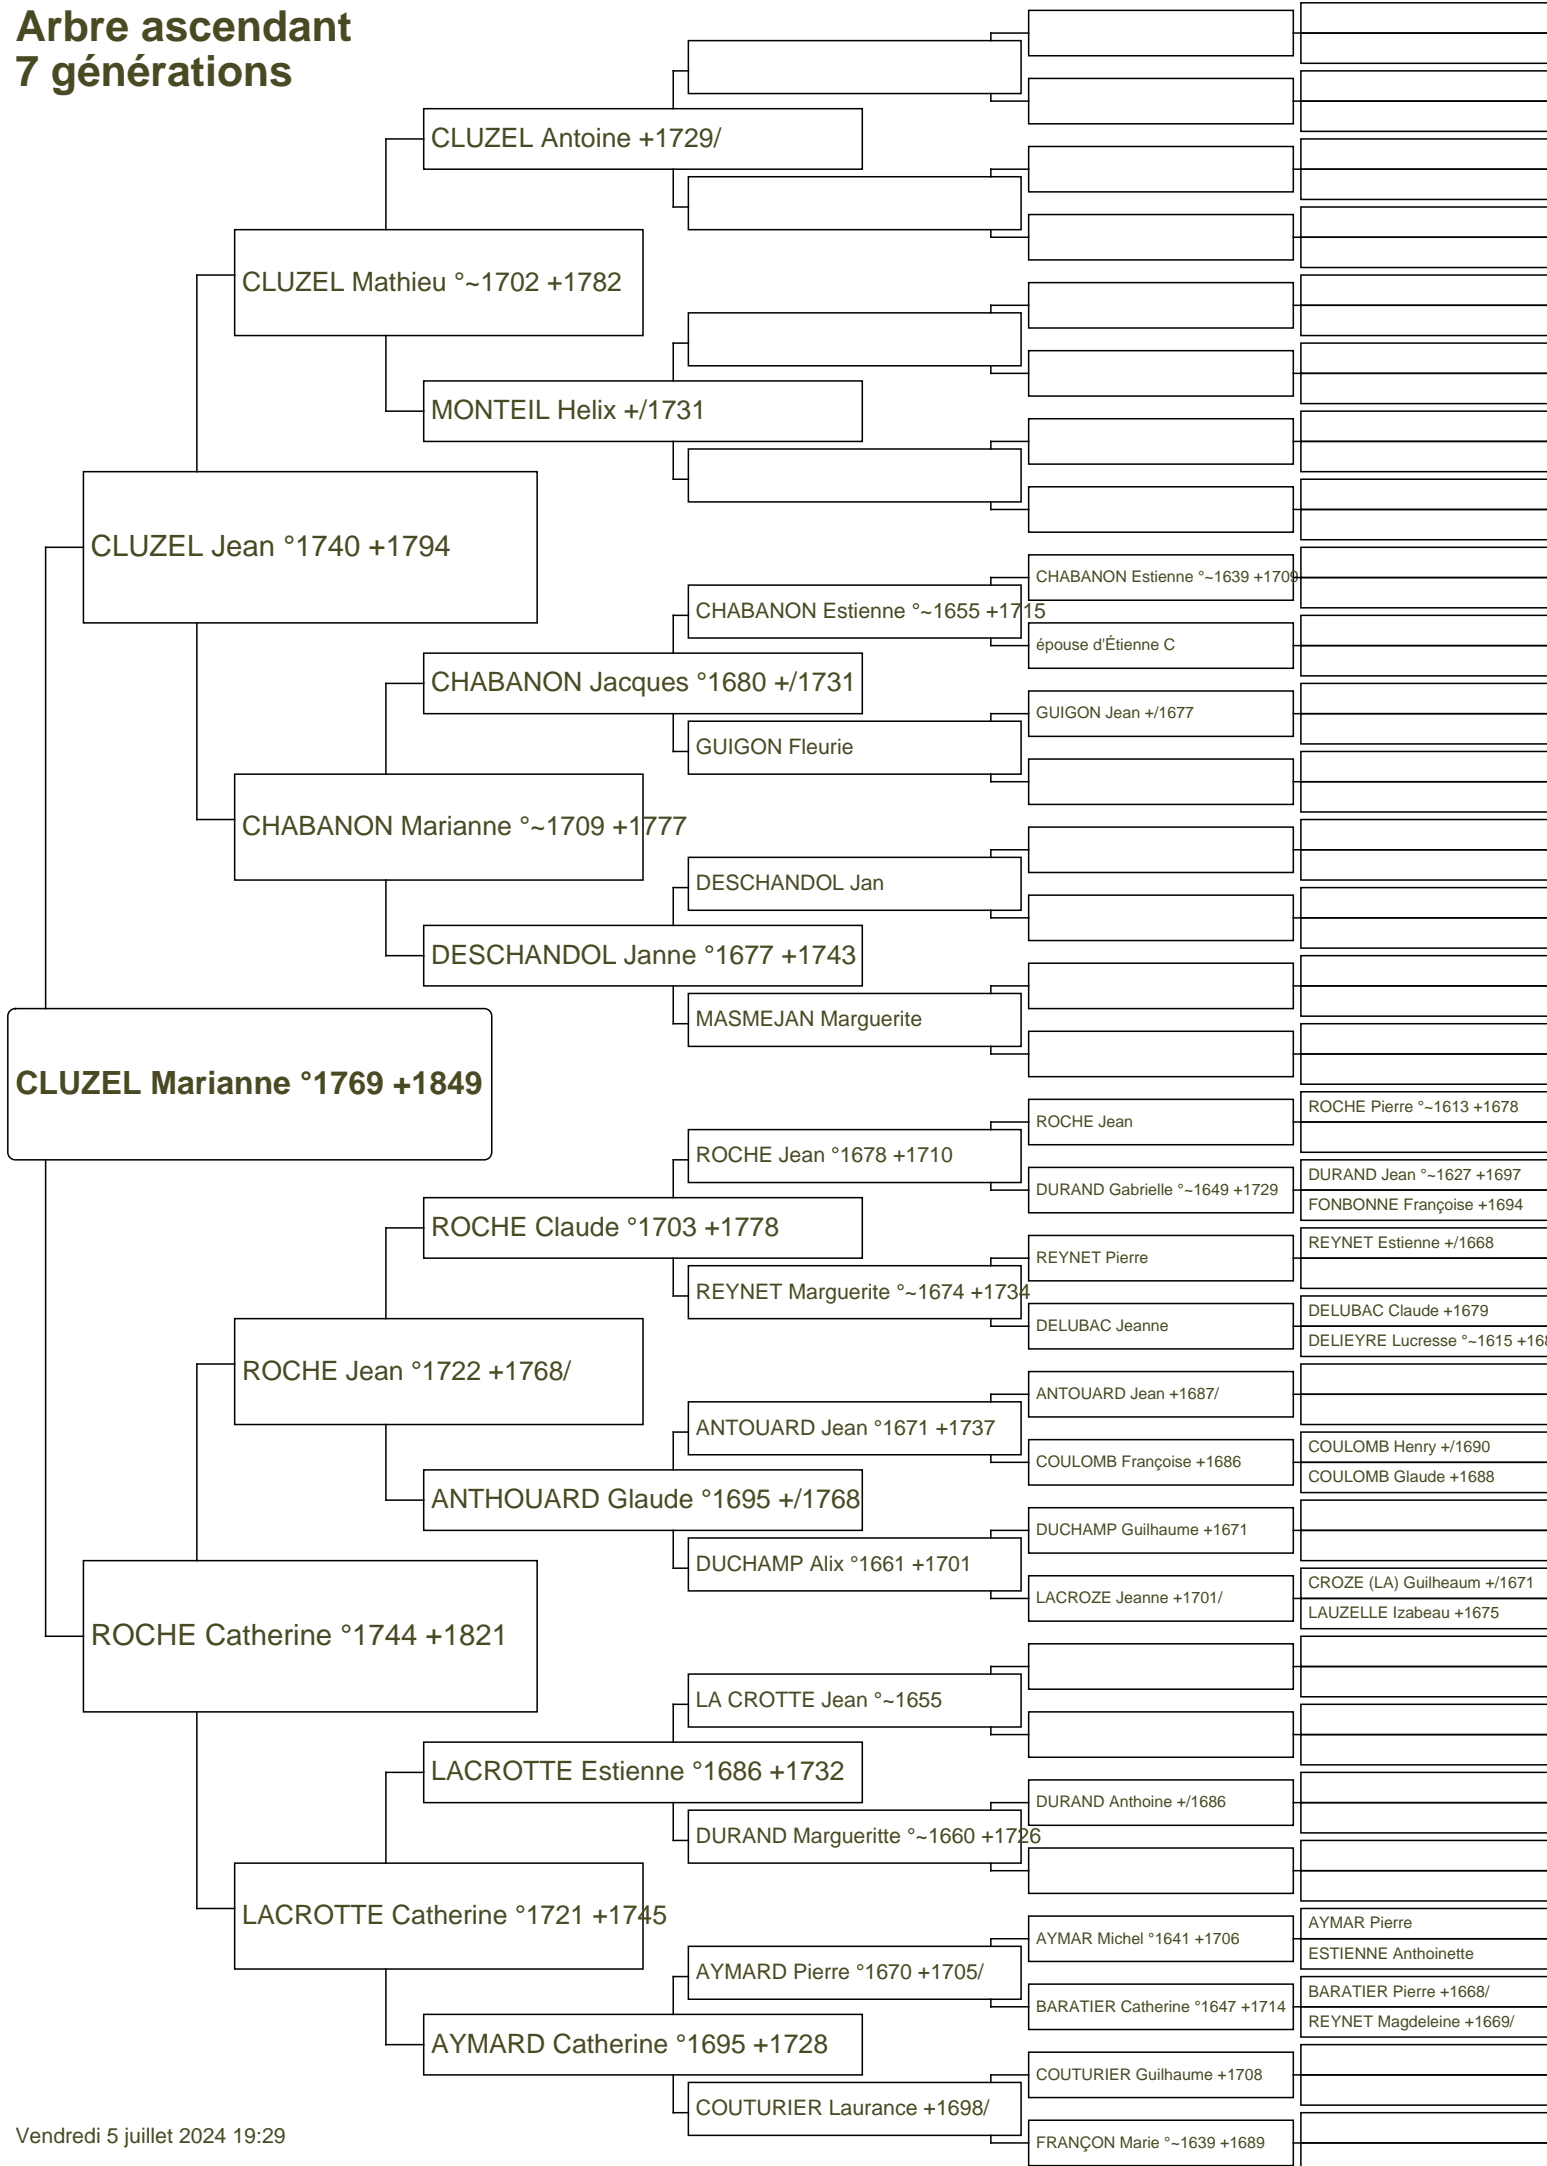 Arbre ascendant
7 générations
CLUZEL Antoine +1729/
CLUZEL Mathieu °~1702 +1782
MONTEIL Helix +/1731
CLUZEL Jean °1740 +1794
CHABANON Estienne °~1639 +1709
CHABANON Estienne °~1655 +1715
épouse d'Étienne C
CHABANON Jacques °1680 +/1731
GUIGON Jean +/1677
GUIGON Fleurie
CHABANON Marianne °~1709 +1777
DESCHANDOL Jan
DESCHANDOL Janne °1677 +1743
MASMEJAN Marguerite
CLUZEL Marianne °1769 +1849
ROCHE Pierre °~1613 +1678
ROCHE Jean
ROCHE Jean °1678 +1710
DURAND Jean °~1627 +1697
DURAND Gabrielle °~1649 +1729
FONBONNE Françoise +1694
ROCHE Claude °1703 +1778
REYNET Estienne +/1668
REYNET Pierre
REYNET Marguerite °~1674 +1734
DELUBAC Claude +1679
DELUBAC Jeanne
DELIEYRE Lucresse °~1615
ROCHE Jean °1722 +1768/
ANTOUARD Jean +1687/
ANTOUARD Jean °1671 +1737
COULOMB Henry +/1690
COULOMB Françoise +1686
COULOMB Glaude +1688
ANTHOUARD Glaude °1695 +/1768
DUCHAMP Guilhaume +1671
DUCHAMP Alix °1661 +1701
CROZE (LA) Guilheaum +/1671
LACROZE Jeanne +1701/
LAUZELLE Izabeau +1675
ROCHE Catherine °1744 +1821
LA CROTTE Jean °~1655
LACROTTE Estienne °1686 +1732
DURAND Anthoine +/1686
DURAND Margueritte °~1660 +1726
LACROTTE Catherine °1721 +1745
AYMAR Pierre
AYMAR Michel °1641 +1706
ESTIENNE Anthoinette
AYMARD Pierre °1670 +1705/
BARATIER Pierre +1668/
BARATIER Catherine °1647 +1714
REYNET Magdeleine +1669/
AYMARD Catherine °1695 +1728
COUTURIER Guilhaume +1708
COUTURIER Laurance +1698/
FRANÇON Marie °~1639 +1689
Vendredi 5 juillet 2024 19:29